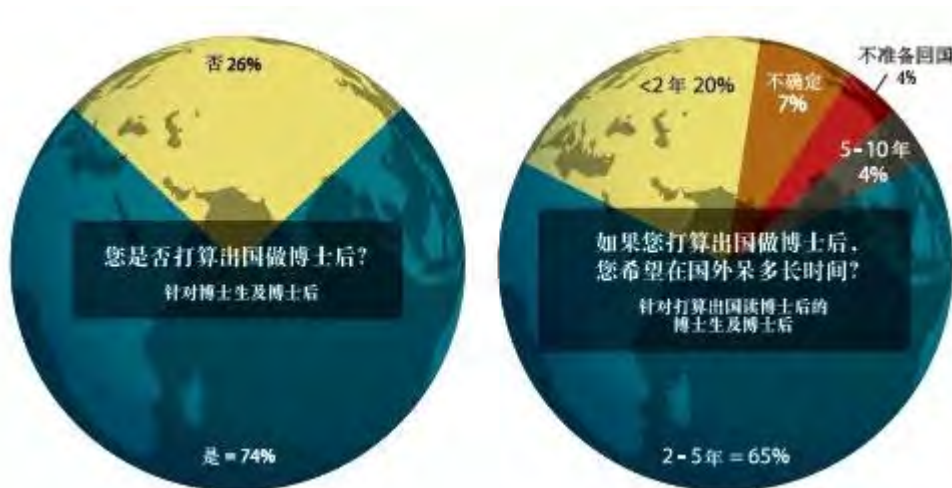 否 26%
您是否打算出国做博士后？
针对博士生及博士后
是 = 74%
不准备回国
4%
<2 年 20%
不确定
7%
5-10 年
4%
如果您打算出国做博士后，
您希望在国外呆多长时间？
针对打算出国读博士后的
博士生及博士后
2-5 年 = 65%